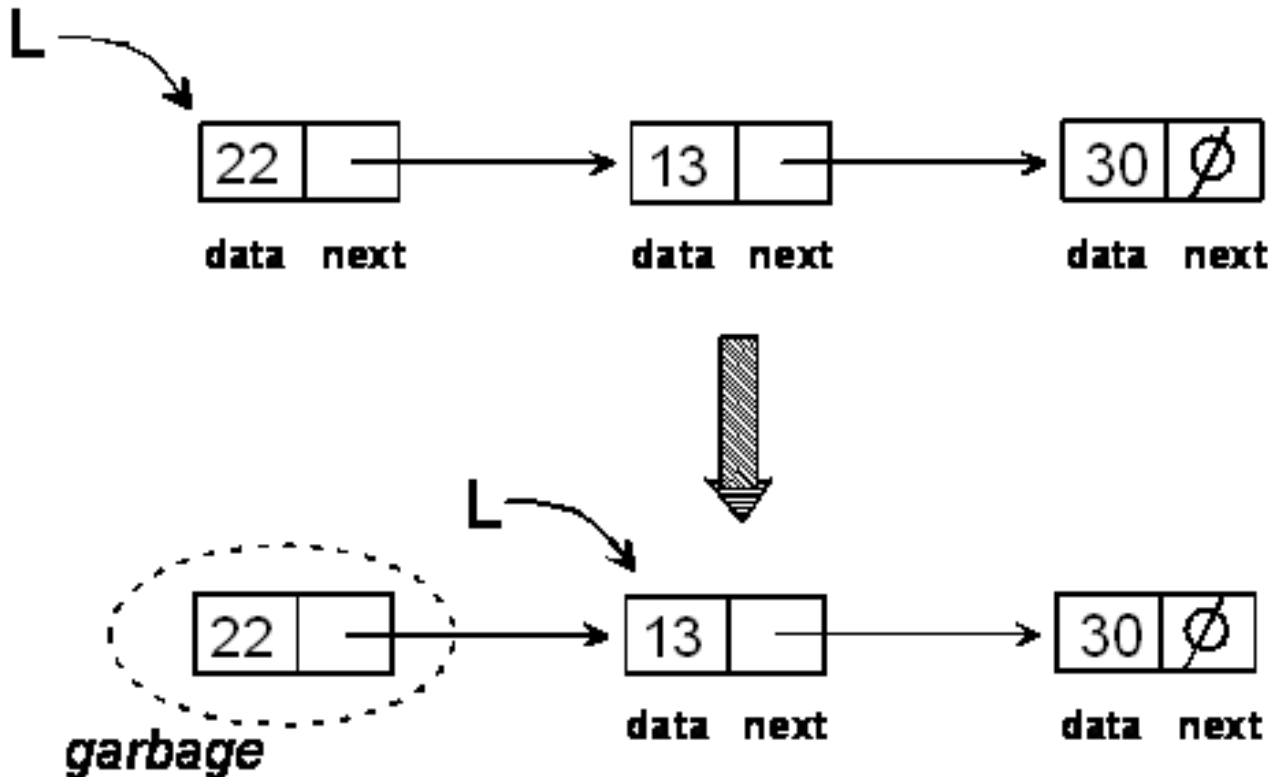 L
22 13 30 ∅
data next data next data next
L
22 13 30 ∅
data next data next
garbage